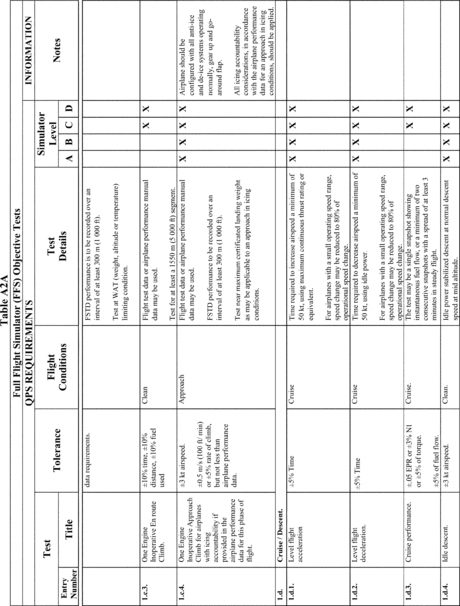 Table A2A
Full Flight Simulator (FFS) Objective Tests
QPS REQUIREMENTS
INFORMATION
Test
Tolerance
Flight
Conditions
Test
Details
Simulator
Level
Notes
Entry
Number
Title
A B C D
data requirements.
FSTD performance is to be recorded over an
interval of at least 300 m (1 000 ft).
Test at WAT (weight, altitude or temperature)
limiting condition.
1.c.3.
One Engine
Inoperative En route
Climb.
±10% time, ±10%
distance, ±10% fuel
used
Clean
Flight test data or airplane performance manual
data may be used.
Test for at least a 1550 m (5 000 ft) segment.
X X
1.c.4.
One Engine
Inoperative Approach
Climb for airplanes
with icing
accountability if
provided in the
airplane performance
data for this phase of
flight.
±3 kt airspeed.
±0.5 m/s (100 ft/ min)
or ±5% rate of climb,
but not less than
airplane performance
data.
Approach
Flight test data or airplane performance manual
data may be used.
FSTD performance to be recorded over an
interval of at least 300 m (1 000 ft).
Test near maximum certificated landing weight
as may be applicable to an approach in icing
conditions.
X X X X
Airplane should be
configured with all anti-ice
and de-ice systems operating
normally, gear up and go-
around flap.
All icing accountability
considerations, in accordance
with the airplane performance
data for an approach in icing
conditions, should be applied.
1.d.
Cruise / Descent.
1.d.1.
Level flight
acceleration
±5% Time
Cruise
Time required to increase airspeed a minimum of
50 kt, using maximum continuous thrust rating or
equivalent.
For airplanes with a small operating speed range,
speed change may be reduced to 80% of
operational speed change.
X X X X
1.d.2.
Level flight
deceleration.
±5% Time
Cruise
Time required to decrease airspeed a minimum of
50 kt, using idle power.
For airplanes with a small operating speed range,
speed change may be reduced to 80% of
operational speed change.
X X X X
1.d.3.
Cruise performance.
±.05 EPR or ±3% N1
or ±5% of torque.
±5% of fuel flow.
Cruise.
The test may be a single snapshot showing
instantaneous fuel flow, or a minimum of two
consecutive snapshots with a spread of at least 3
minutes in steady flight.
X X
1.d.4.
Idle descent.
±3 kt airspeed.
Clean.
Idle power stabilized descent at normal descent
speed at mid altitude.
X X X X